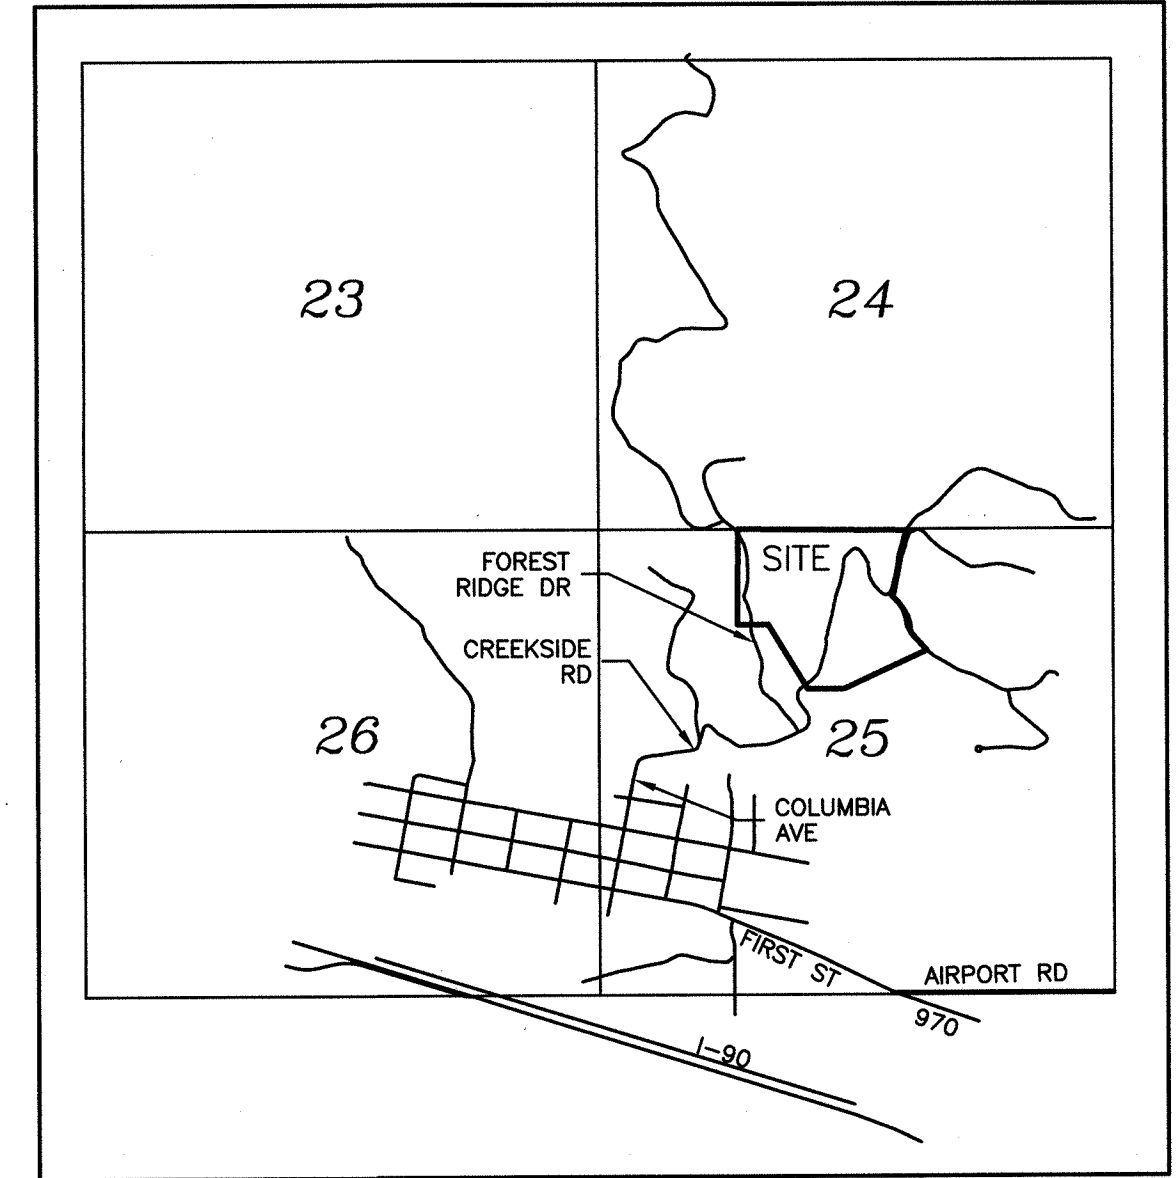 23
24
SITE
FOREST
RIDGE DR
CREEKSIDE
RD
26
25
COLUMBIA
AVE
FIRST ST
AIRPORT RD
970
I-90